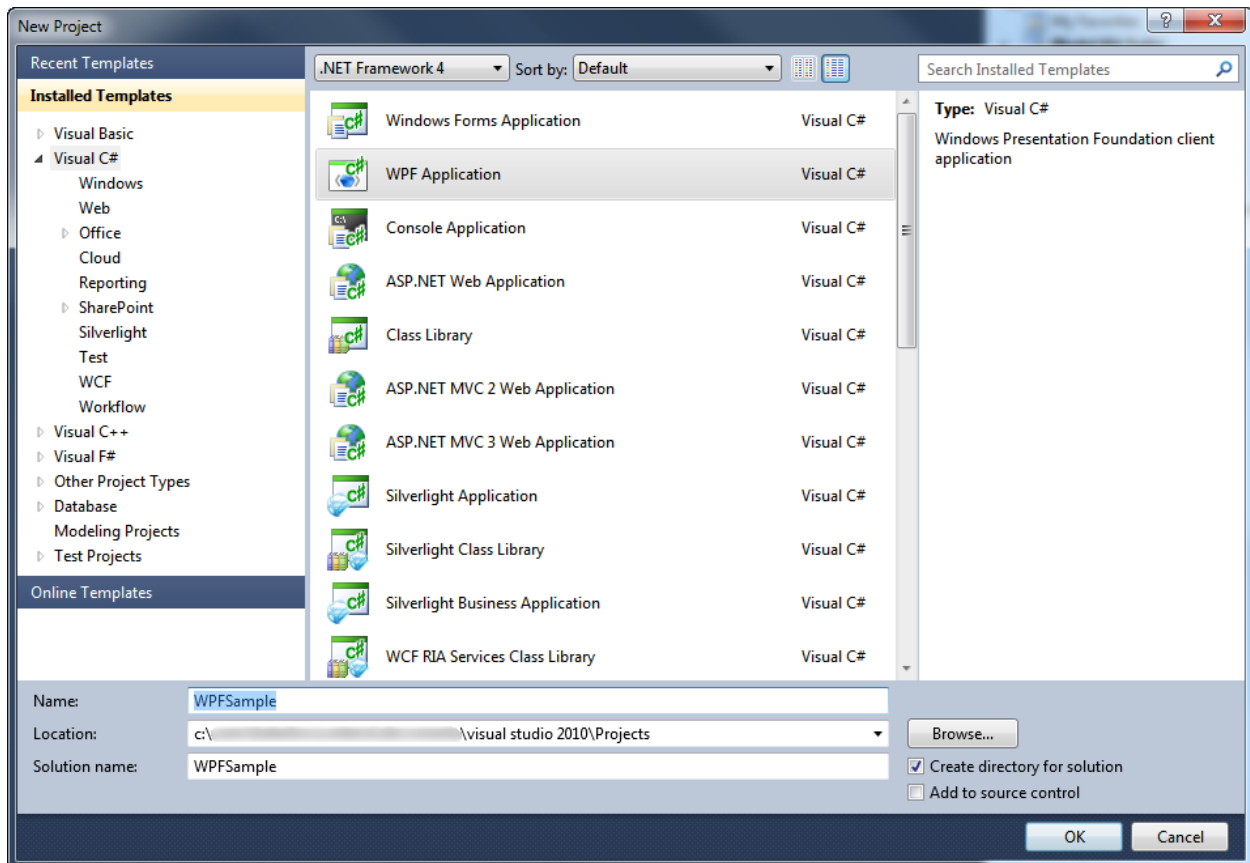 New Project
?
X
Recent Templates
Installed Templates
Visual Basic
Visual C#
Windows
Web
Office
Cloud
Reporting
SharePoint
Silverlight
Test
WCF
Workflow
Visual C++
Visual F#
Other Project Types
Database
Modeling Projects
Test Projects
Online Templates
.NET Framework 4
Sort by: Default
Windows Forms Application Visual C#
WPF Application Visual C#
Console Application Visual C#
ASP.NET Web Application Visual C#
Class Library Visual C#
ASP.NET MVC 2 Web Application Visual C#
ASP.NET MVC 3 Web Application Visual C#
Silverlight Application Visual C#
Silverlight Class Library Visual C#
Silverlight Business Application Visual C#
WCF RIA Services Class Library Visual C#
Search Installed Templates
Type: Visual C#
Windows Presentation Foundation client
application
Name: WPFSample
Location: c:\ \visual studio 2010\Projects
Browse...
Solution name: WPFSample
Create directory for solution
Add to source control
OK Cancel